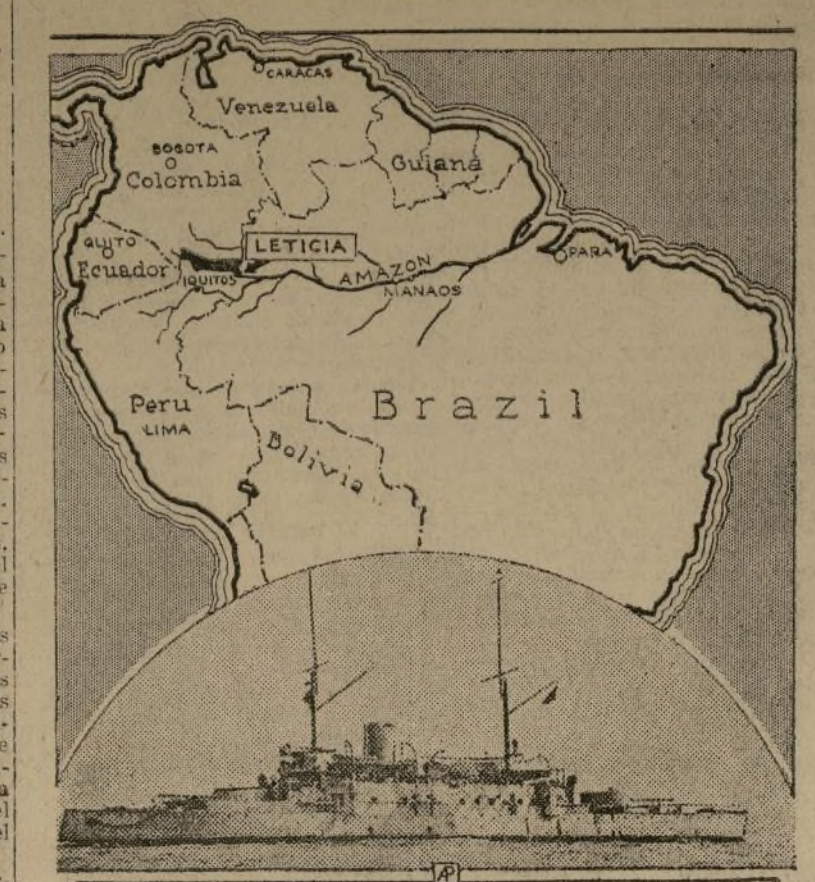 CARACAS
Venezuela
BOGOTA
Colombia
Guiana
QUITO
Ecuador
LETICIA
IQUITOS
AMAZON
MANAOS
PARA
Peru
LIMA
Brazil
Bolivia
AP